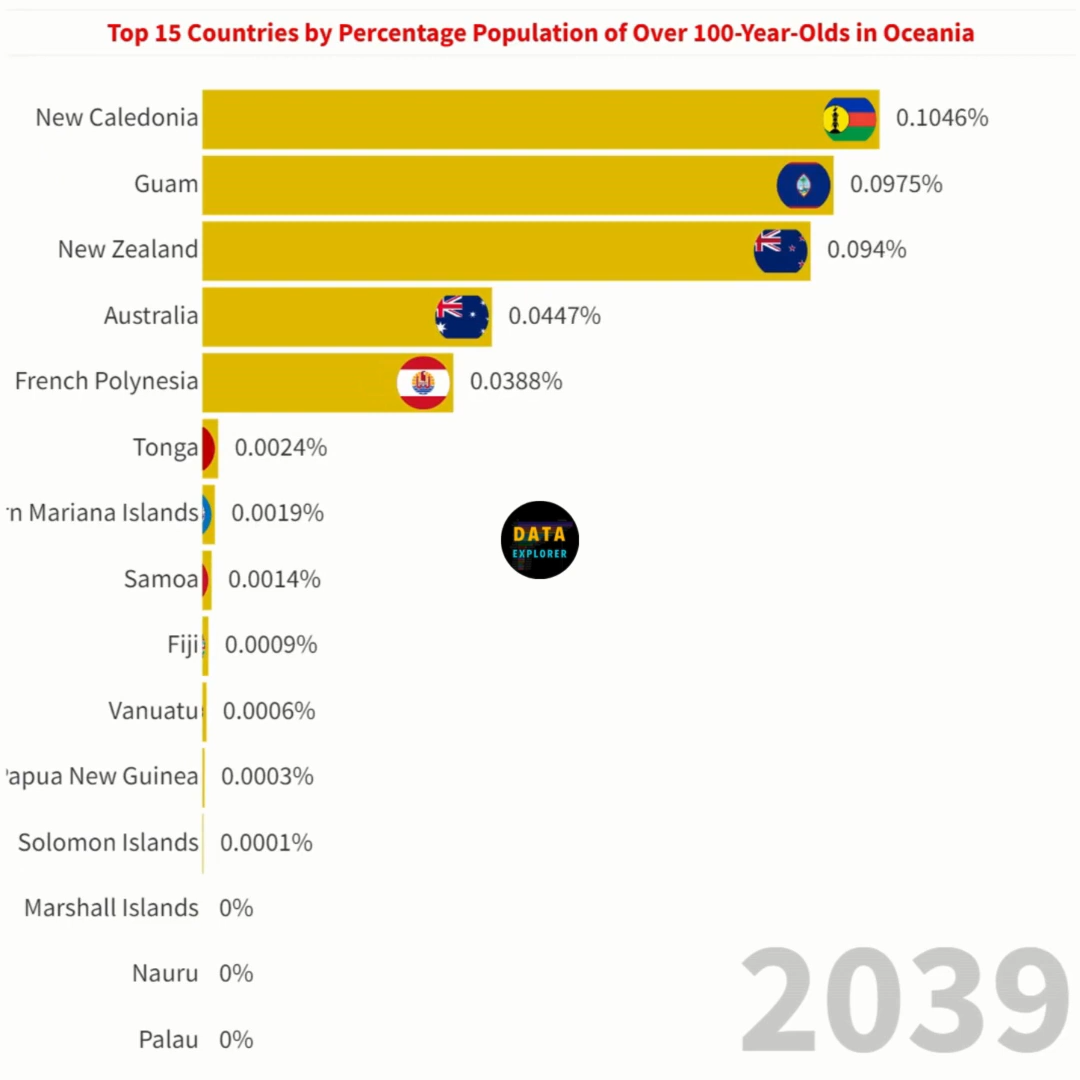 Top 15 Countries by Percentage Population of Over 100-Year-Olds in Oceania
New Caledonia 0.1046%
Guam 0.0975%
New Zealand 0.094%
Australia 0.0447%
French Polynesia 0.0388%
Tonga 0.0024%
rn Mariana Islands 0.0019%
DATA
EXPLORER
Samoa 0.0014%
Fiji 0.0009%
Vanuatu 0.0006%
Papua New Guinea 0.0003%
Solomon Islands 0.0001%
Marshall Islands 0%
Nauru 0%
Palau 0%
2039